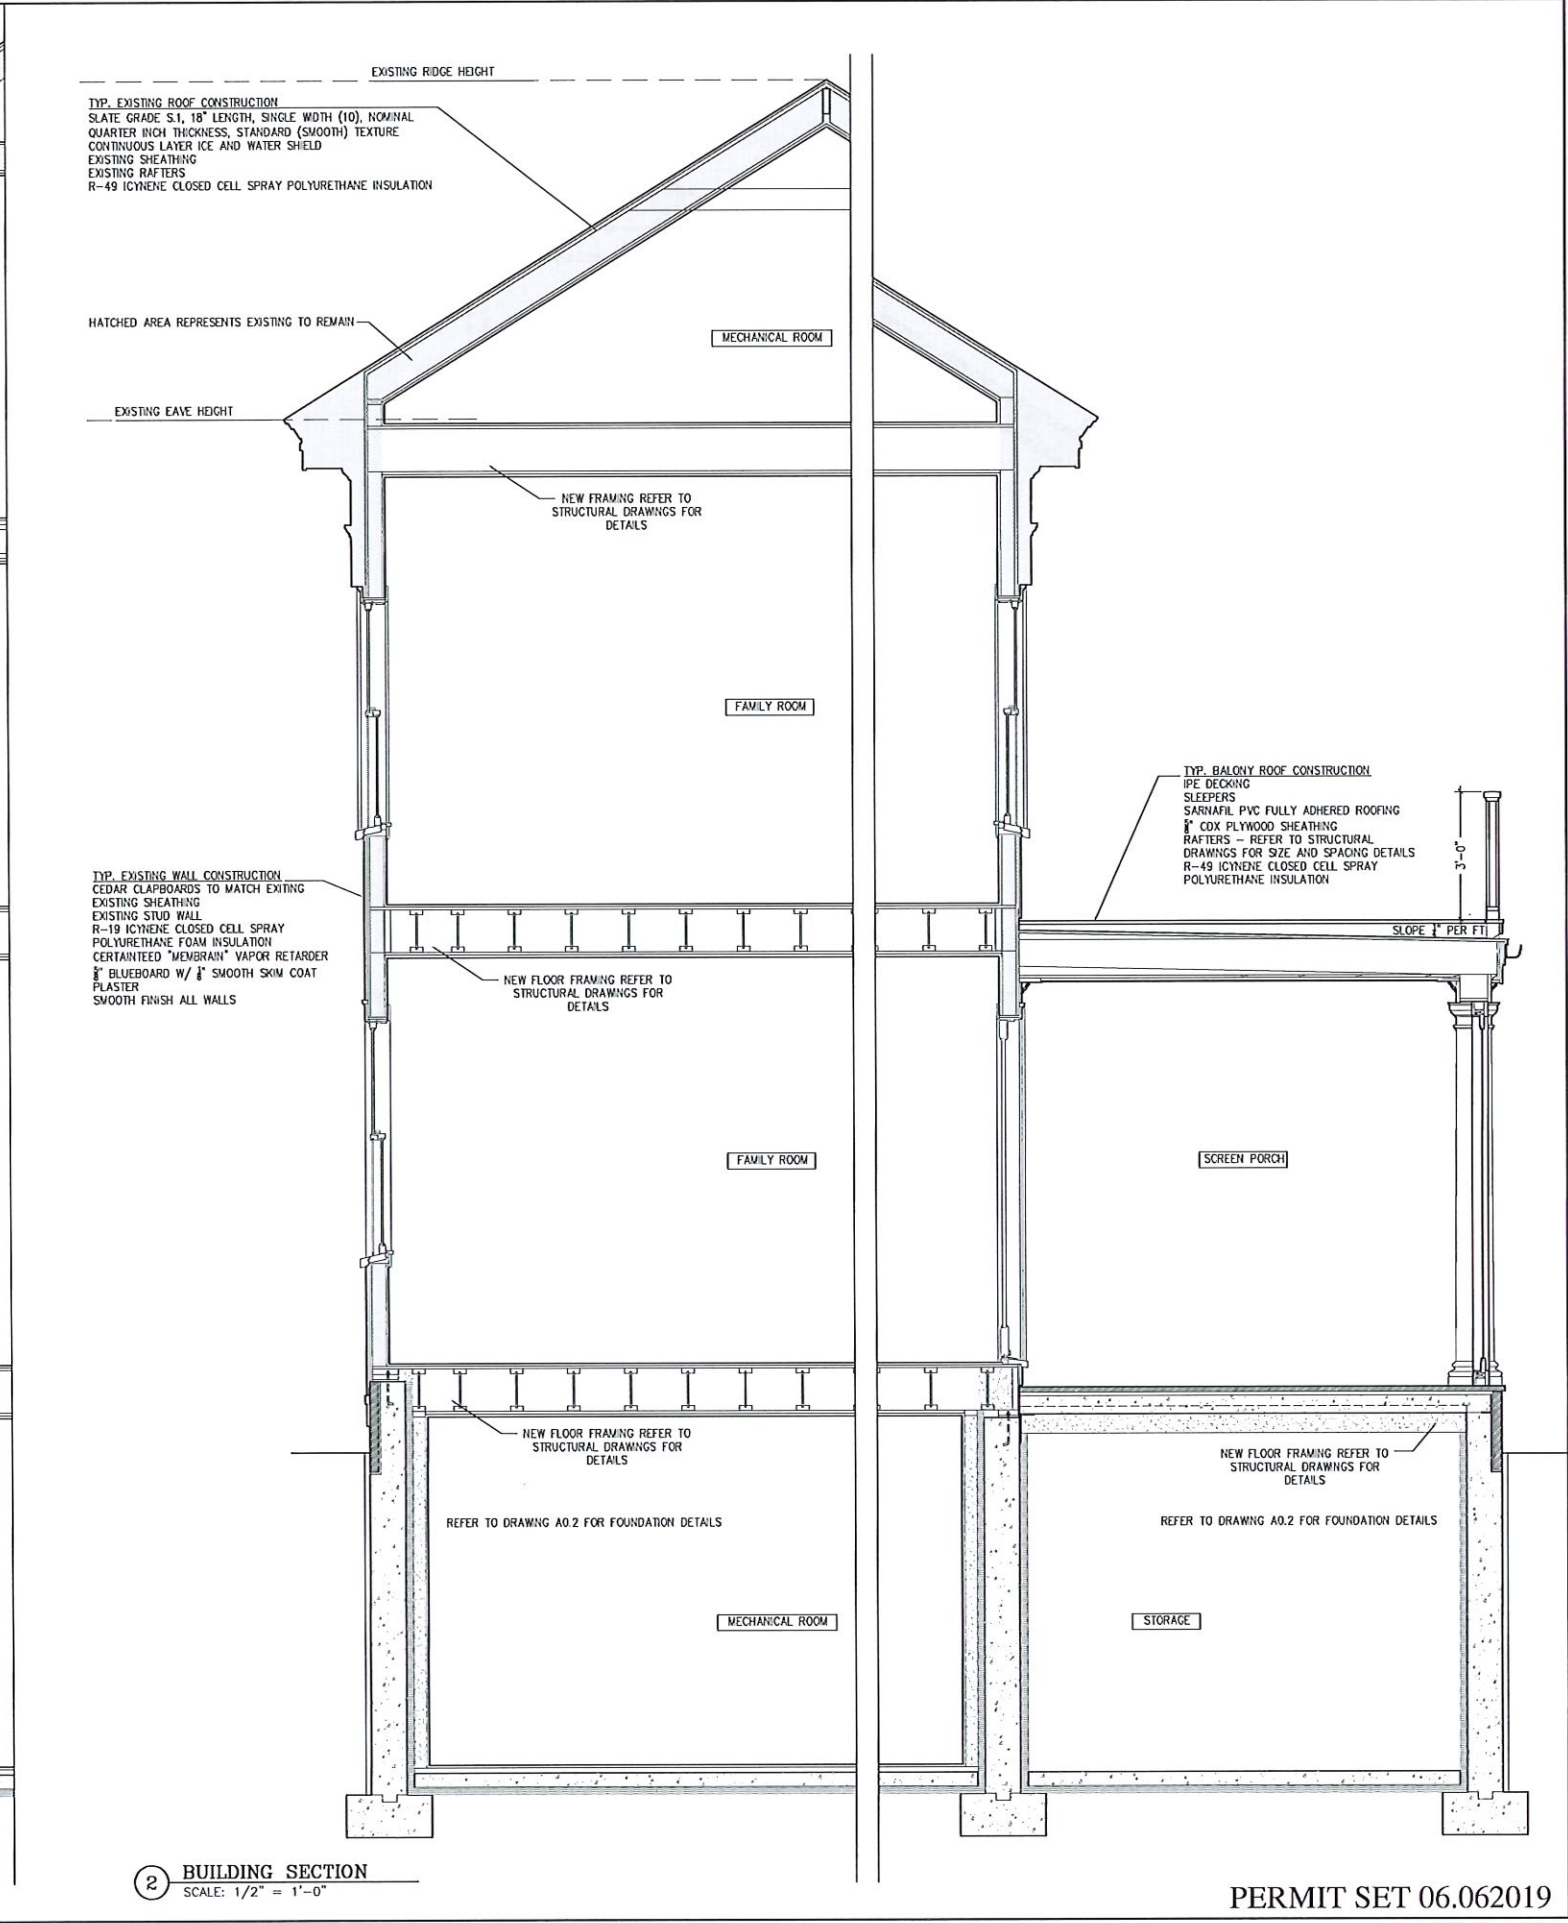 EXISTING RIDGE HEIGHT
TYP. EXISTING ROOF CONSTRUCTION
SLATE GRADE S.1, 18" LENGTH, SINGLE WIDTH (10), NOMINAL
QUARTER INCH THICKNESS, STANDARD (SMOOTH) TEXTURE
CONTINUOUS LAYER ICE AND WATER SHIELD
EXISTING SHEATHING
EXISTING RAFTERS
R-49 ICYNENE CLOSED CELL SPRAY POLYURETHANE INSULATION
HATCHED AREA REPRESENTS EXISTING TO REMAIN
MECHANICAL ROOM
EXISTING EAVE HEIGHT
NEW FRAMING REFER TO
STRUCTURAL DRAWINGS FOR
DETAILS
FAMILY ROOM
TYP. BALONY ROOF CONSTRUCTION
IPE DECKING
SLEEPERS
SARNAFIL PVC FULLY ADHERED ROOFING
CDX PLYWOOD SHEATHING
RAFTERS - REFER TO STRUCTURAL
DRAWINGS FOR SIZE AND SPACING DETAILS
R-49 ICYNENE CLOSED CELL SPRAY
POLYURETHANE INSULATION
3'-0"
SLOPE PER FT
TYP. EXISTING WALL CONSTRUCTION
CEDAR CLAPBOARDS TO MATCH EXITING
EXISTING SHEATHING
EXISTING STUD WALL
R-19 ICYNENE CLOSED CELL SPRAY
POLYURETHANE FOAM INSULATION
CERTAINTEED "MEMBRAIN" VAPOR RETARDER
BLUEBOARD W/ SMOOTH SKIM COAT
PLASTER
SMOOTH FINISH ALL WALLS
NEW FLOOR FRAMING REFER TO
STRUCTURAL DRAWINGS FOR
DETAILS
FAMILY ROOM
SCREEN PORCH
NEW FLOOR FRAMING REFER TO
STRUCTURAL DRAWINGS FOR
DETAILS
NEW FLOOR FRAMING REFER TO
STRUCTURAL DRAWINGS FOR
DETAILS
REFER TO DRAWING A0.2 FOR FOUNDATION DETAILS
REFER TO DRAWING A0.2 FOR FOUNDATION DETAILS
MECHANICAL ROOM
STORAGE
2
BUILDING SECTION
SCALE: 1/2" = 1'-0"
PERMIT SET 06.062019